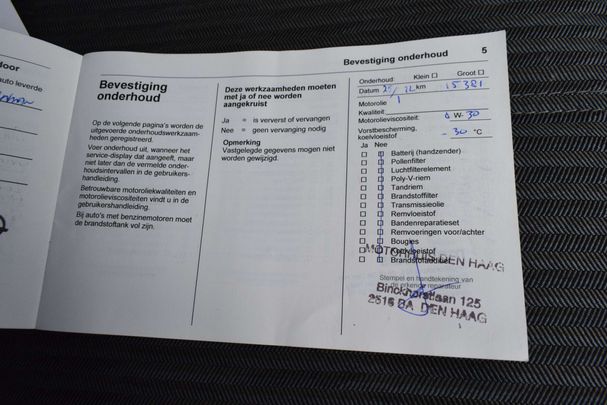 door
auto leverde
Bevestiging onderhoud 5
Bevestiging
onderhoud
Op de volgende pagina's worden de
uitgevoerde onderhoudswerkzaam-
heden geregistreerd.
Voer onderhoud uit, wanneer het
service-display dat aangeeft, maar
niet later dan de vermelde onder-
houdsintervallen in de gebruikers-
handleiding.
Betrouwbare motoroliekwaliteiten en
motorolieviscositeiten vindt u in de
gebruikershandleiding.
Bij auto's met benzinemotoren moet
de brandstoftank vol zijn.
Deze werkzaamheden moeten
met ja of nee worden
aangekruist
Ja = is ververst of vervangen
Nee = geen vervanging nodig
Opmerking
Vastgelegde gegevens mogen niet
worden gewijzigd.
Onderhoud: Klein □ Groot □
Datum km 15321
Motorolie
Kwaliteit
Motorolieviscositeit: W- 30
Vorstbescherming,
koelvloeistof - 30 °C
Ja Nee
□ □ Batterij (handzender)
□ □ Pollenfilter
□ □ Luchtfilterelement
□ □ Poly-V-riem
□ □ Tandriem
□ □ Brandstoffilter
□ □ Transmissieolie
□ □ Remvloeistof
□ □ Bandenreparatieset
□ □ Remvoeringen voor/achter
□ □ Bougies
□ □ Koelvloeistof
□ □ Brandstofadditief
MOTORHUIS DEN HAAG
Stempel en handtekening van
de erkende reparateur
Binckhorstlaan 125
2516 BA DEN HAAG